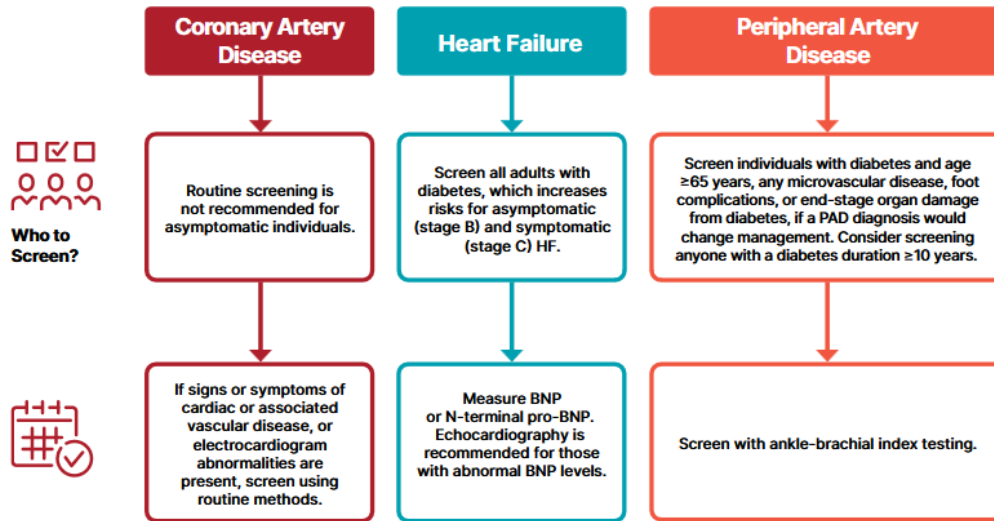 Coronary Artery
Disease
Heart Failure
Peripheral Artery
Disease
Who to
Screen?
Routine screening is
not recommended for
asymptomatic individuals.
Screen all adults with
diabetes, which increases
risks for asymptomatic
(stage B) and symptomatic
(stage C) HF.
Screen individuals with diabetes and age
≥65 years, any microvascular disease, foot
complications, or end-stage organ damage
from diabetes, if a PAD diagnosis would
change management. Consider screening
anyone with a diabetes duration ≥10 years.
If signs or symptoms of
cardiac or associated
vascular disease, or
electrocardiogram
abnormalities are
present, screen using
routine methods.
Measure BNP
or N-terminal pro-BNP.
Echocardiography is
recommended for those
with abnormal BNP levels.
Screen with ankle-brachial index testing.